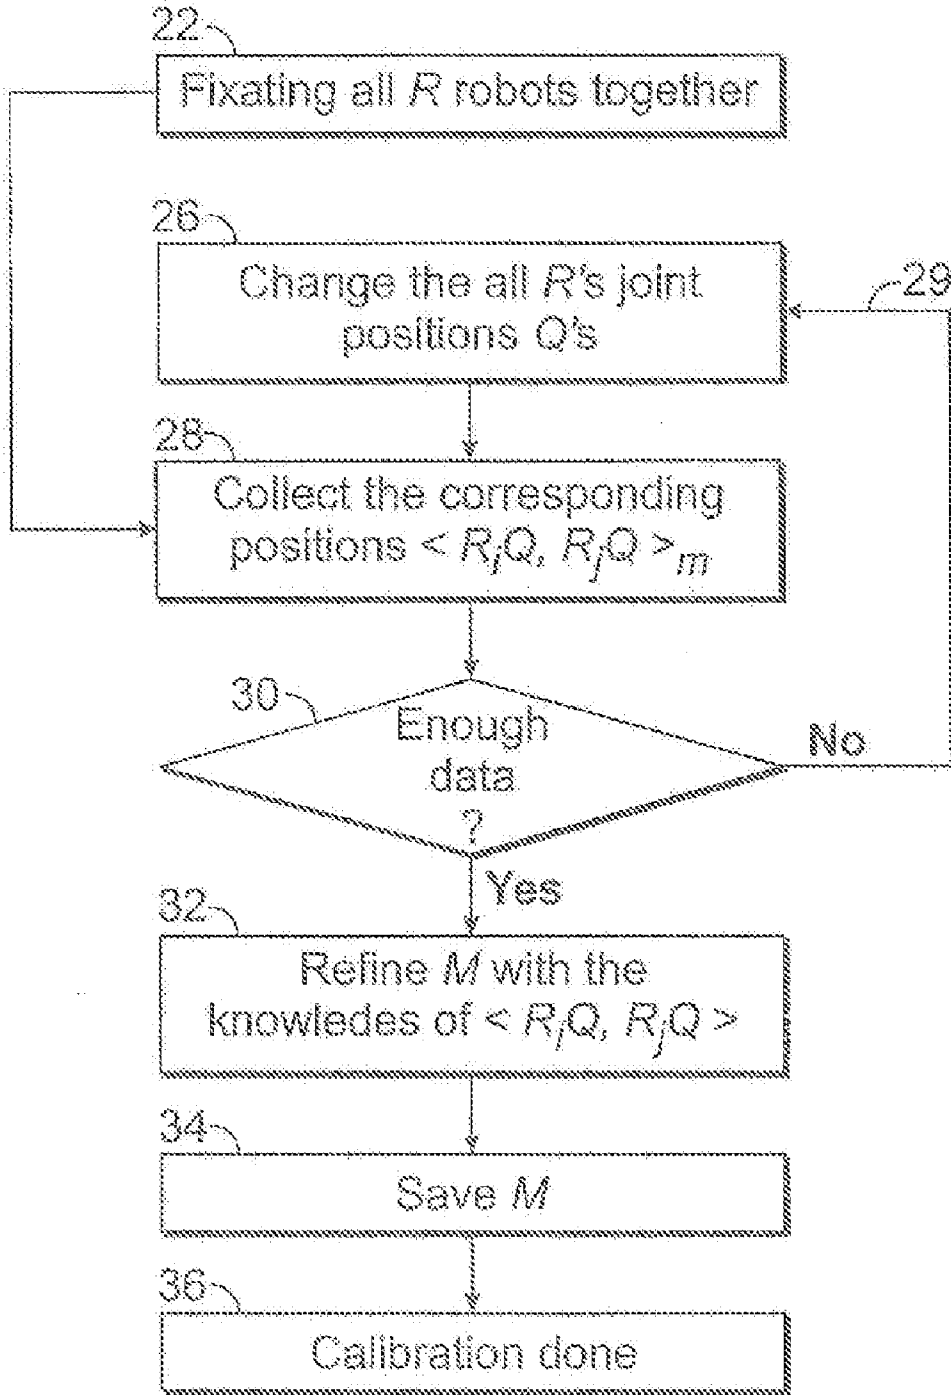 22
Fixating all R robots together
26
Change the all R's joint
positions Q's
29
28
Collect the corresponding
positions < RiQ, RjQ >m
30
Enough
data
?
No
Yes
32
Refine M with the
knowledes of < RiQ, RjQ >
34
Save M
36
Calibration done